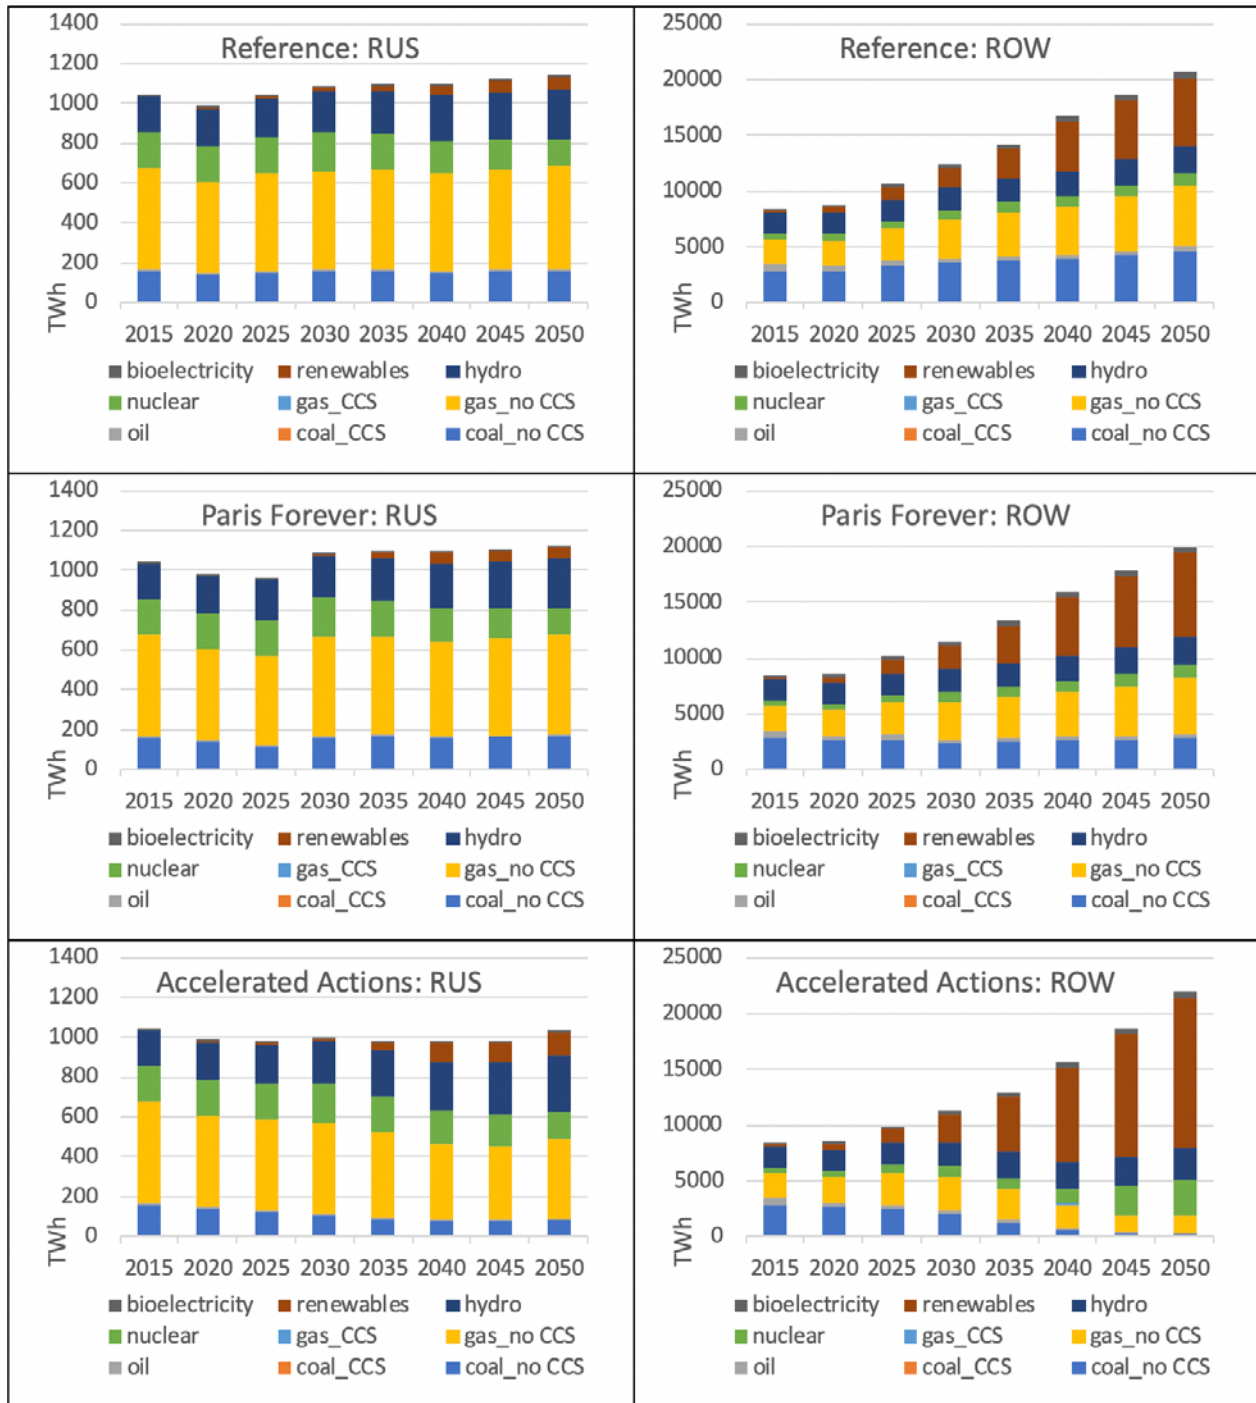 Reference: RUS
1400
1200
1000
800
600
400
200
0
TWh
2015 2020 2025 2030 2035 2040 2045 2050
bioelectricity renewables hydro
nuclear gas_CCS gas_no CCS
oil coal_CCS coal_no CCS
Reference: ROW
25000
20000
15000
10000
5000
0
TWh
2015 2020 2025 2030 2035 2040 2045 2050
bioelectricity renewables hydro
nuclear gas_CCS gas_no CCS
oil coal_CCS coal_no CCS
Paris Forever: RUS
1400
1200
1000
800
600
400
200
0
TWh
2015 2020 2025 2030 2035 2040 2045 2050
bioelectricity renewables hydro
nuclear gas_CCS gas_no CCS
oil coal_CCS coal_no CCS
Paris Forever: ROW
25000
20000
15000
10000
5000
0
TWh
2015 2020 2025 2030 2035 2040 2045 2050
bioelectricity renewables hydro
nuclear gas_CCS gas_no CCS
oil coal_CCS coal_no CCS
Accelerated Actions: RUS
1400
1200
1000
800
600
400
200
0
TWh
2015 2020 2025 2030 2035 2040 2045 2050
bioelectricity renewables hydro
nuclear gas_CCS gas_no CCS
oil coal_CCS coal_no CCS
Accelerated Actions: ROW
25000
20000
15000
10000
5000
0
TWh
2015 2020 2025 2030 2035 2040 2045 2050
bioelectricity renewables hydro
nuclear gas_CCS gas_no CCS
oil coal_CCS coal_no CCS